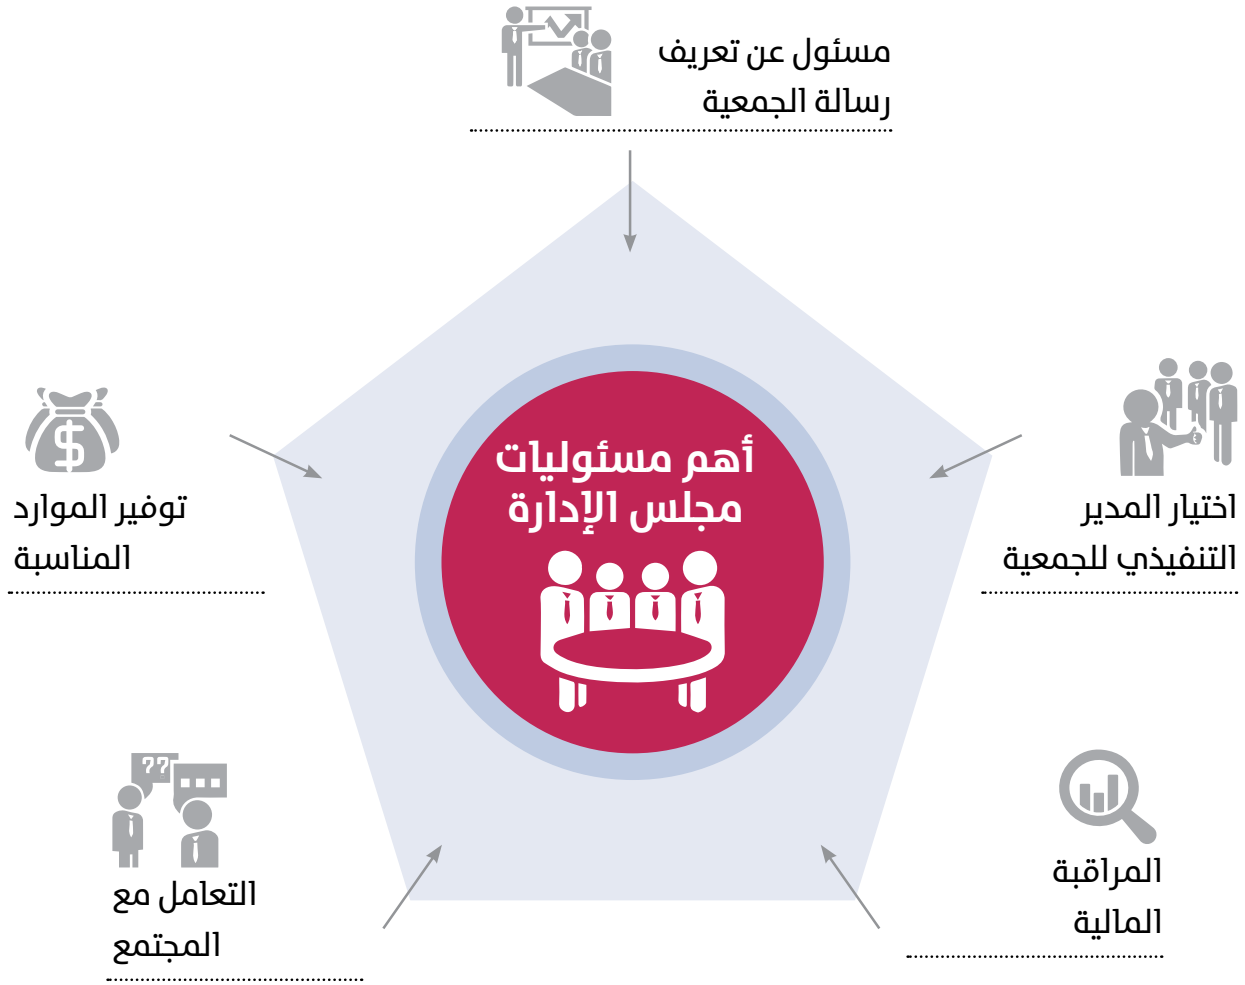 مسئول عن تعريف
رسالة الجمعية
أهم مسئوليات
مجلس الإدارة
اختيار المدير
التنفيذي للجمعية
توفير الموارد
المناسبة
$
??
المراقبة
المالية
التعامل مع
المجتمع